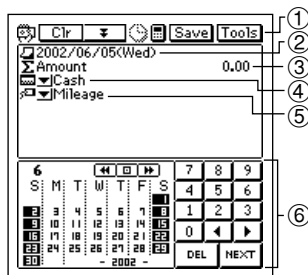 Clr Save Tools ①
2002/06/05(Wed) ②
Amount 0.00 ③
Cash ④
Mileage ⑤
6 7 8 9
S M T W T F S 4 5 6
1 1 2 3 ⑥
2 3 4 5 6 7 8 0
9 10 11 12 13 14 15
16 17 18 19 20 21 22 DEL NEXT
23 24 25 26 27 28 29
30 - 2002 -